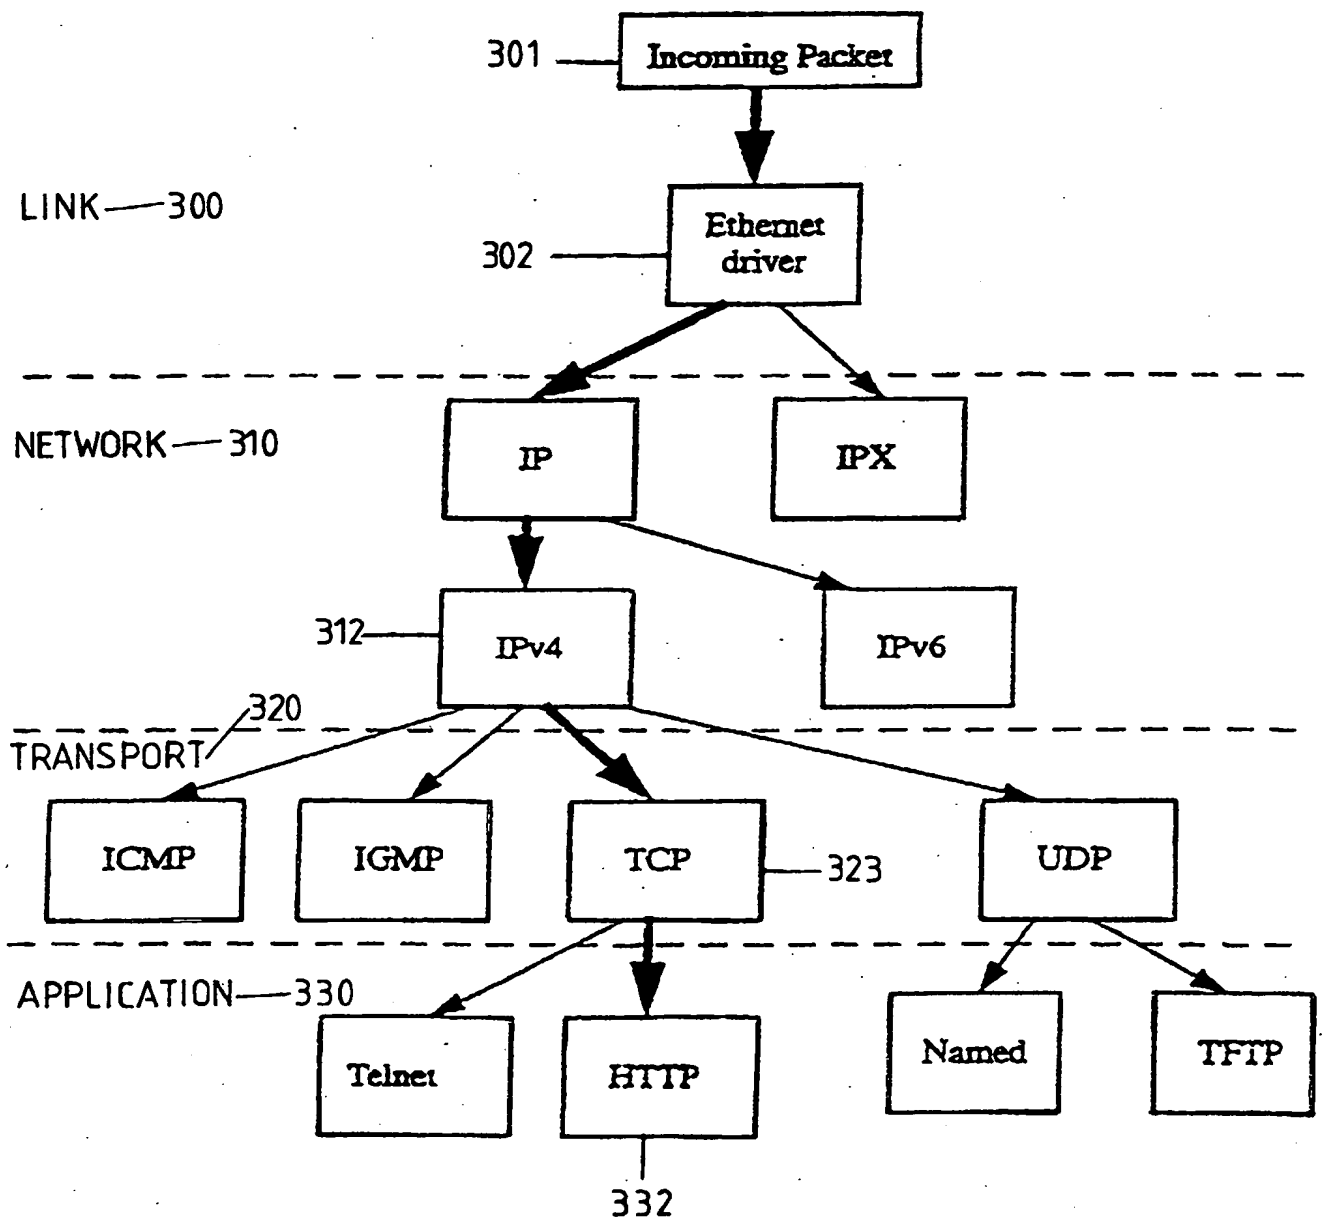 301
Incoming Packet
LINK 300
302
Ethernet
driver
NETWORK 310
IP
IPX
312
IPv4
IPv6
320
TRANSPORT
ICMP
IGMP
TCP
323
UDP
APPLICATION 330
Telnet
HTTP
Named
TFTP
332